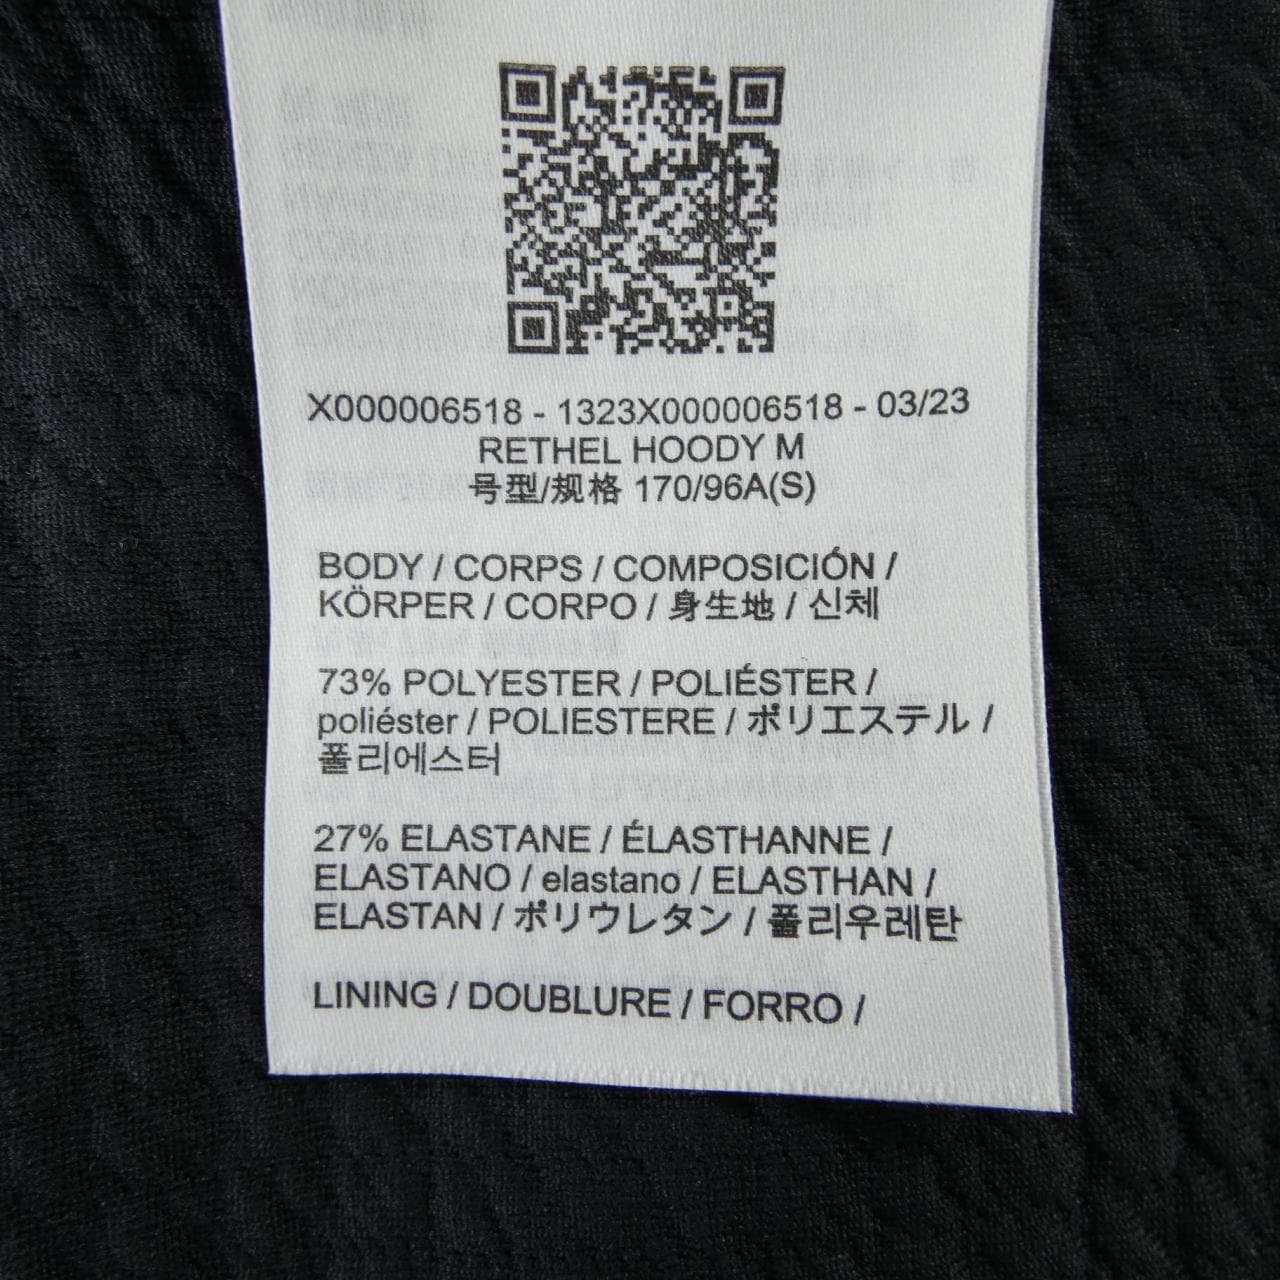 X000006518 - 1323X000006518 - 03/23
RETHEL HOODY M
号型/规格 170/96A(S)
BODY / CORPS / COMPOSICIÓN /
KÖRPER / CORPO / 身生地 / 신체
73% POLYESTER / POLIÉSTER /
poliéster / POLIESTERE / ポリエステル /
폴리에스터
27% ELASTANE / ÉLASTHANNE /
ELASTANO / elastano / ELASTHAN /
ELASTAN / ポリウレタン / 폴리우레탄
LINING / DOUBLURE / FORRO /